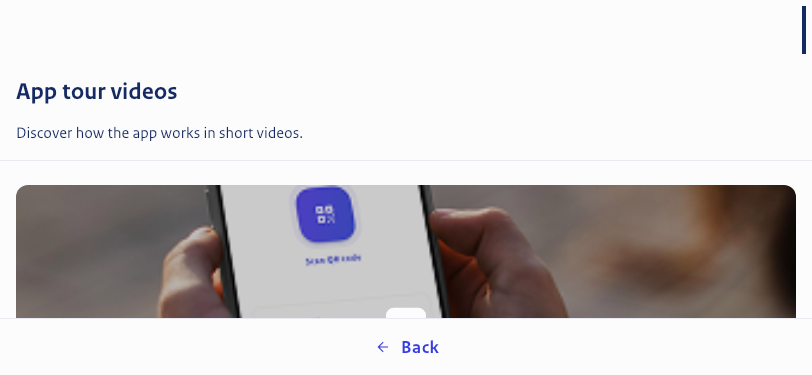 App tour videos
Discover how the app works in short videos.
Scan QR code
Back